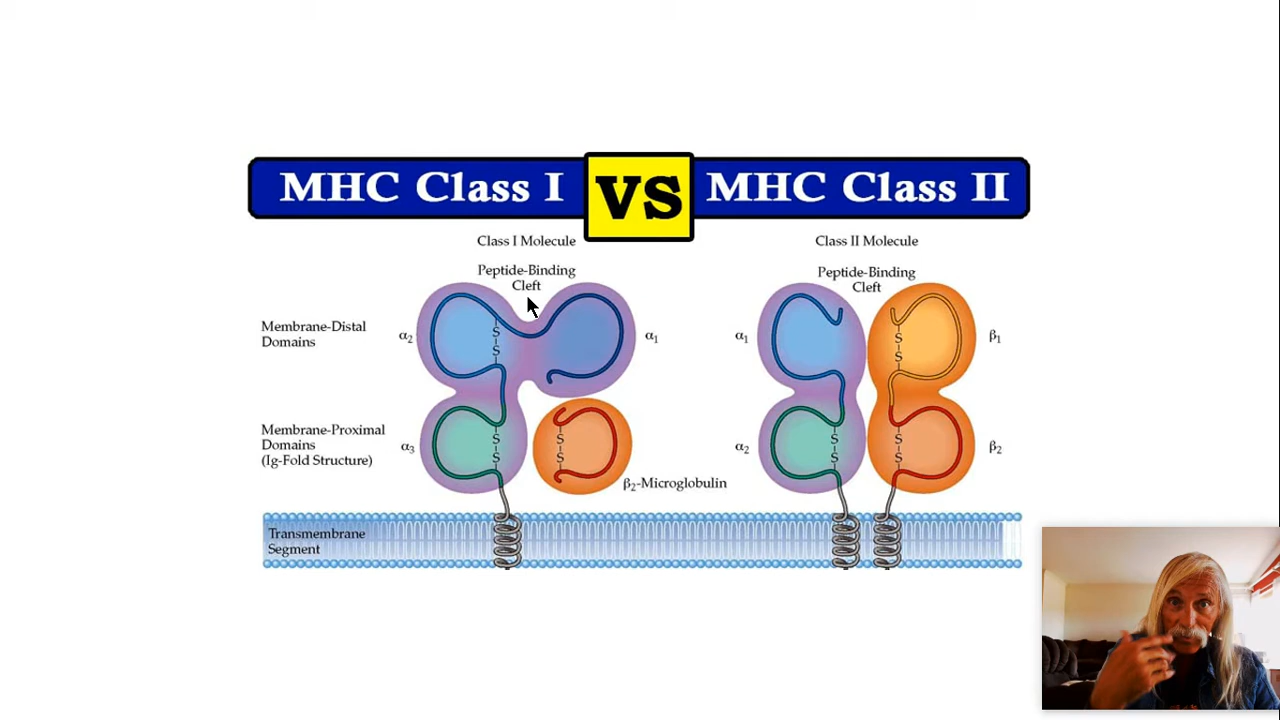 MHC Class I VS MHC Class II
Class I Molecule
Class II Molecule
Peptide-Binding
Cleft
Peptide-Binding
Cleft
Membrane-Distal
Domains
α2
S
S
α1
α1
S
S
β1
Membrane-Proximal
Domains
(Ig-Fold Structure)
α3
S
S
S
S
β2-Microglobulin
α2
S
S
S
S
β2
Transmembrane
Segment